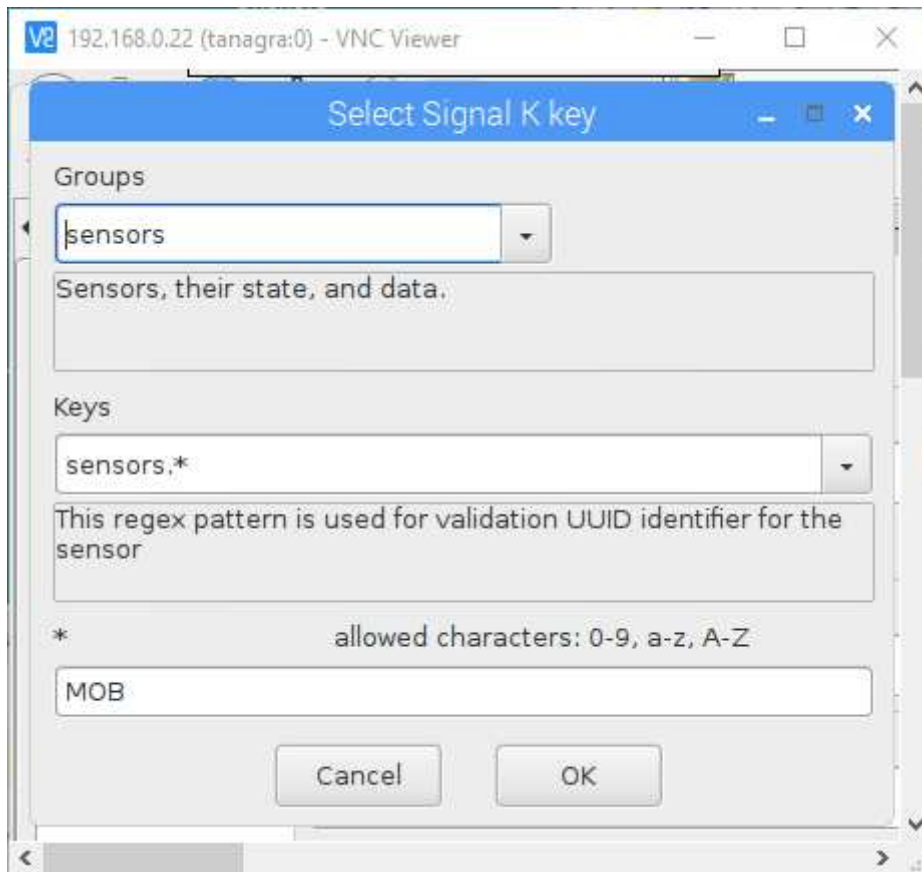 V2 192.168.0.22 (tanagra:0) - VNC Viewer
Select Signal K key
Groups
sensors
Sensors, their state, and data.
Keys
sensors.*
This regex pattern is used for validation UUID identifier for the
sensor
* allowed characters: 0-9, a-z, A-Z
MOB
Cancel OK